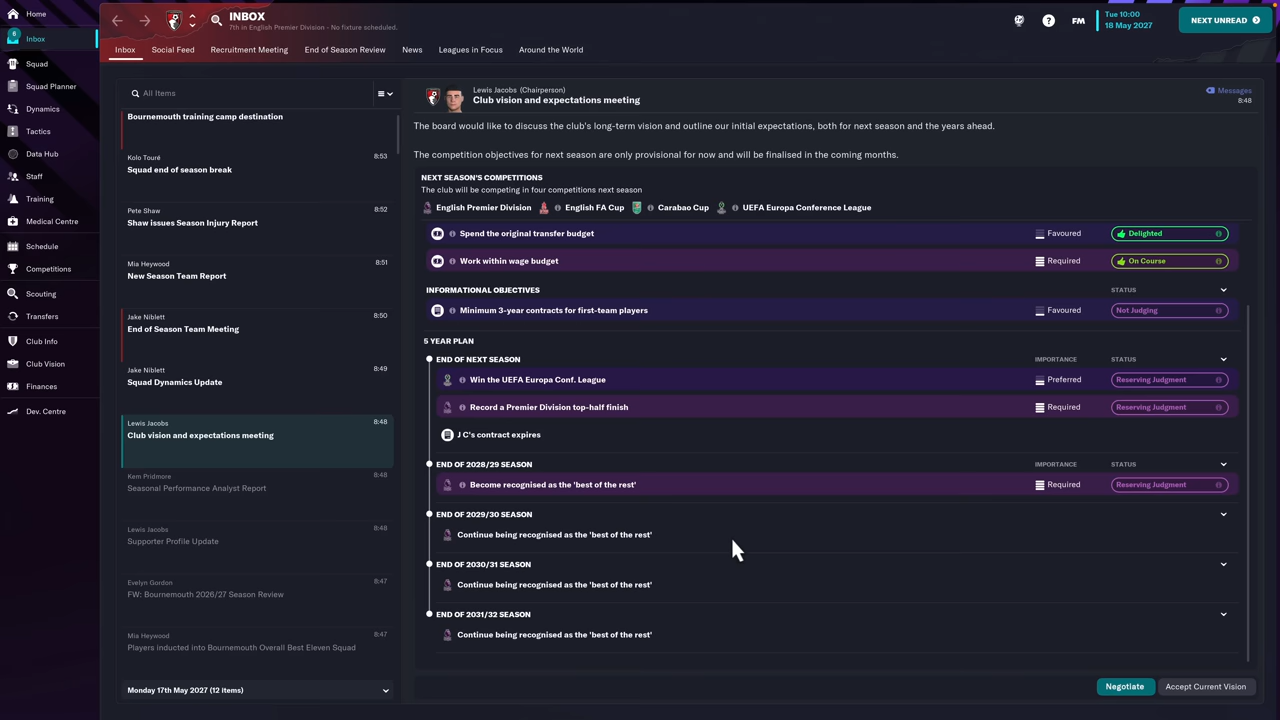 Home
6
Inbox
Squad
Squad Planner
Dynamics
Tactics
Data Hub
Staff
Training
Medical Centre
Schedule
Competitions
Scouting
Transfers
Club Info
Club Vision
Finances
Dev. Centre
INBOX
7th in English Premier Division - No fixture scheduled.
?
FM
Tue 10:00
18 May 2027
NEXT UNREAD
Inbox Social Feed Recruitment Meeting End of Season Review News Leagues in Focus Around the World
All Items
Bournemouth training camp destination
Kolo Touré 8:53
Squad end of season break
Pete Shaw 8:52
Shaw issues Season Injury Report
Mia Heywood 8:51
New Season Team Report
Jake Niblett 8:50
End of Season Team Meeting
Jake Niblett 8:49
Squad Dynamics Update
Lewis Jacobs 8:48
Club vision and expectations meeting
Kem Pridmore 8:48
Seasonal Performance Analyst Report
Lewis Jacobs 8:48
Supporter Profile Update
Evelyn Gordon 8:47
FW: Bournemouth 2026/27 Season Review
Mia Heywood 8:47
Players inducted into Bournemouth Overall Best Eleven Squad
Monday 17th May 2027 (12 items)
Lewis Jacobs (Chairperson)
Club vision and expectations meeting
Messages
8:48
The board would like to discuss the club's long-term vision and outline our initial expectations, both for next season and the years ahead.
The competition objectives for next season are only provisional for now and will be finalised in the coming months.
NEXT SEASON'S COMPETITIONS
The club will be competing in four competitions next season
English Premier Division English FA Cup Carabao Cup UEFA Europa Conference League
Spend the original transfer budget Favoured Delighted
Work within wage budget Required On Course
INFORMATIONAL OBJECTIVES STATUS
Minimum 3-year contracts for first-team players Favoured Not Judging
5 YEAR PLAN
END OF NEXT SEASON IMPORTANCE STATUS
Win the UEFA Europa Conf. League Preferred Reserving Judgment
Record a Premier Division top-half finish Required Reserving Judgment
J C's contract expires
END OF 2028/29 SEASON IMPORTANCE STATUS
Become recognised as the 'best of the rest' Required Reserving Judgment
END OF 2029/30 SEASON
Continue being recognised as the 'best of the rest'
END OF 2030/31 SEASON
Continue being recognised as the 'best of the rest'
END OF 2031/32 SEASON
Continue being recognised as the 'best of the rest'
Negotiate Accept Current Vision